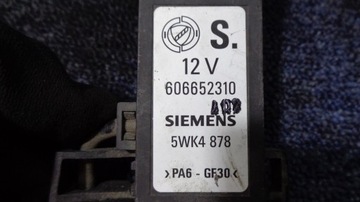 S.
12 V
606652310
SIEMENS
5WK4 878
>PA6 - GF30<